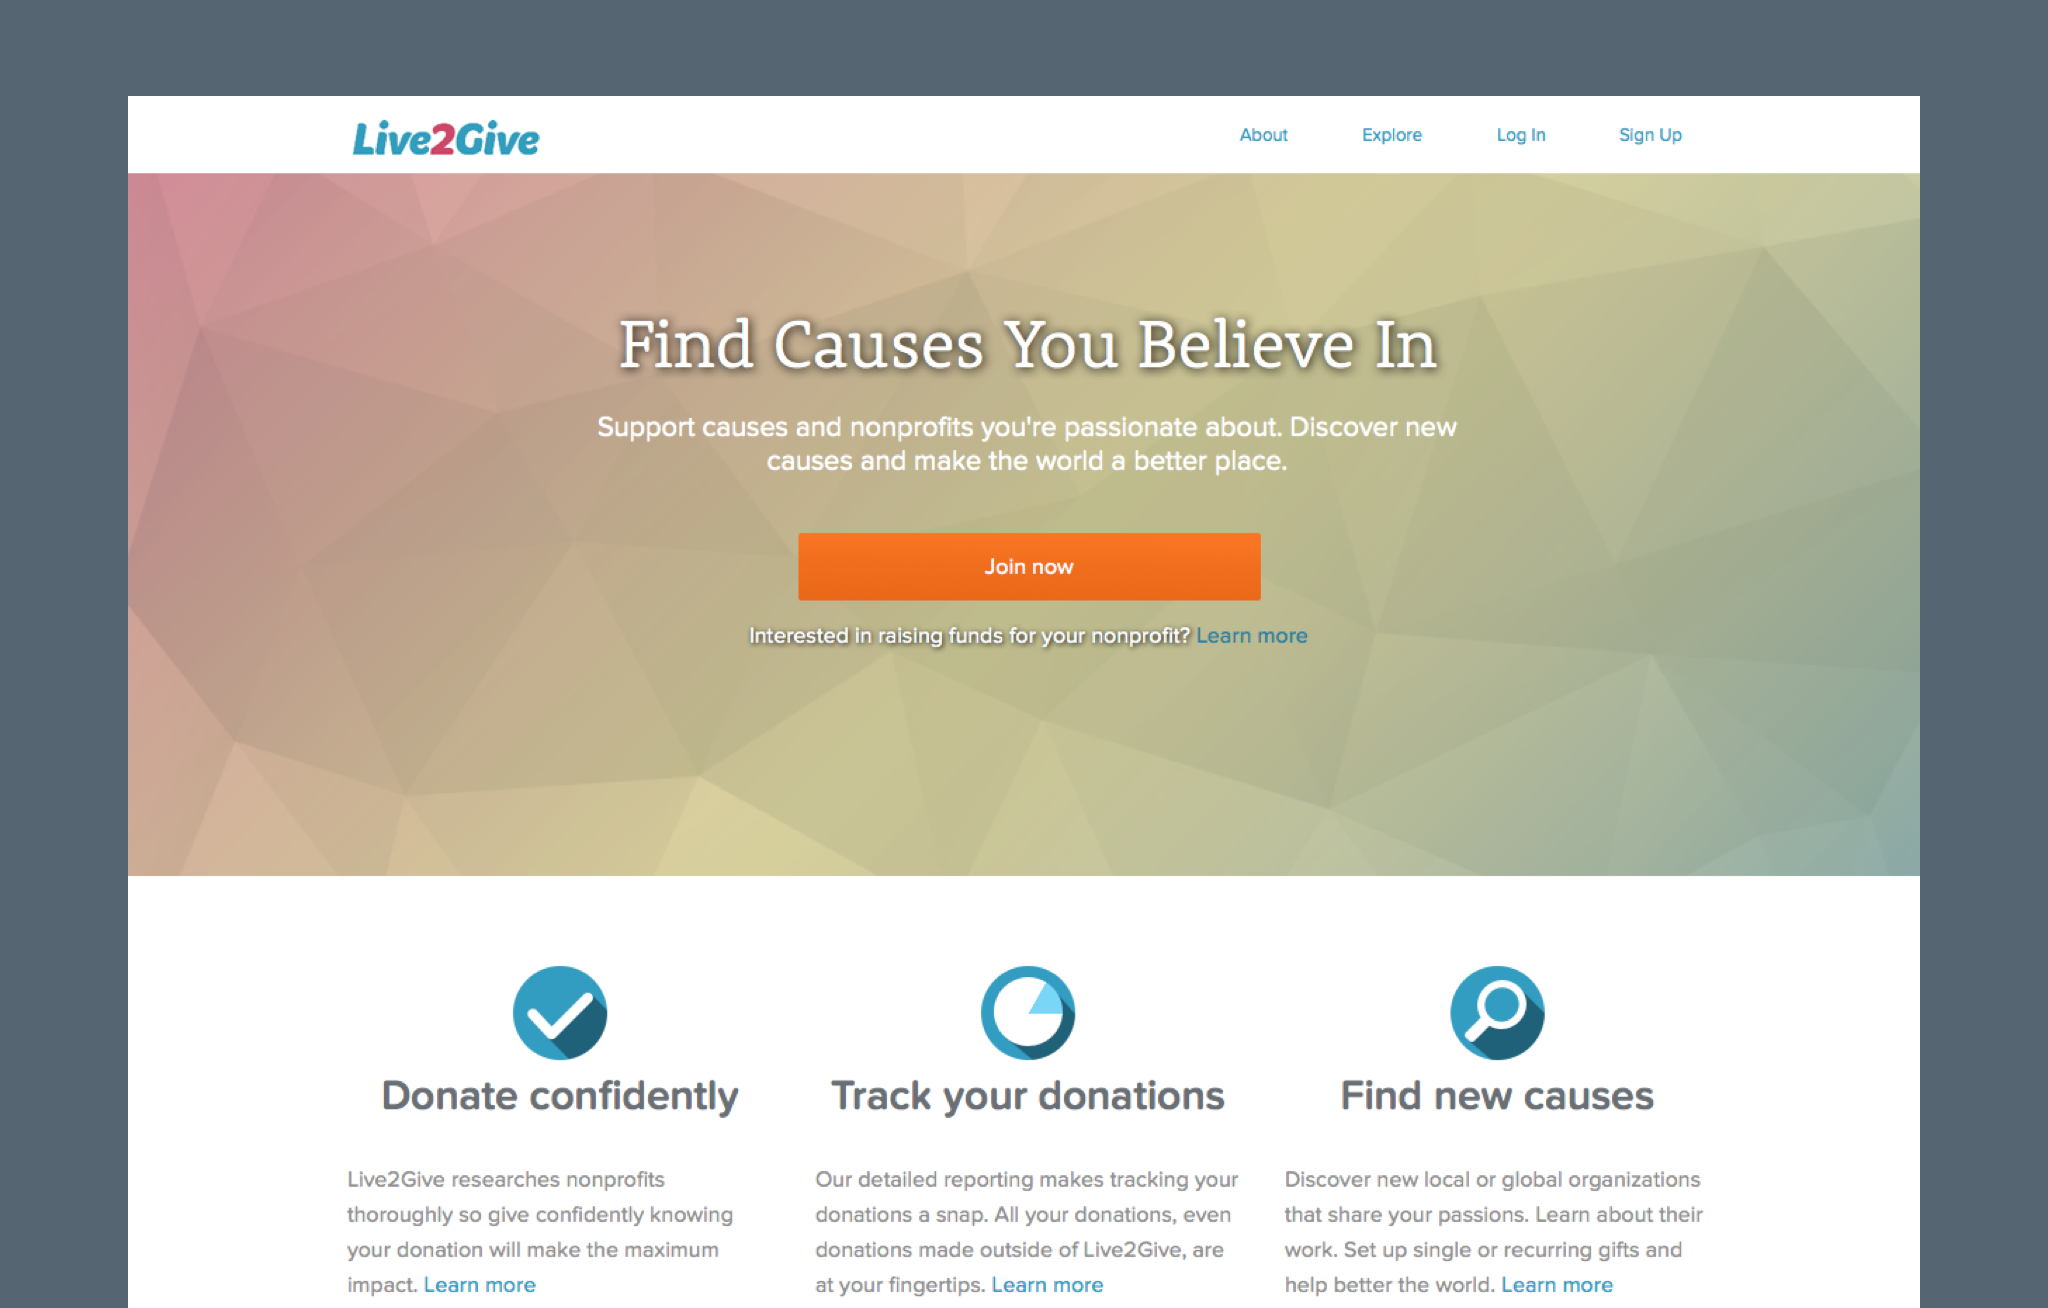 Live2Give
About Explore Log In Sign Up
Find Causes You Believe In
Support causes and nonprofits you're passionate about. Discover new
causes and make the world a better place.
Join now
Interested in raising funds for your nonprofit? Learn more
Donate confidently
Live2Give researches nonprofits
thoroughly so give confidently knowing
your donation will make the maximum
impact. Learn more
Track your donations
Our detailed reporting makes tracking your
donations a snap. All your donations, even
donations made outside of Live2Give, are
at your fingertips. Learn more
Find new causes
Discover new local or global organizations
that share your passions. Learn about their
work. Set up single or recurring gifts and
help better the world. Learn more